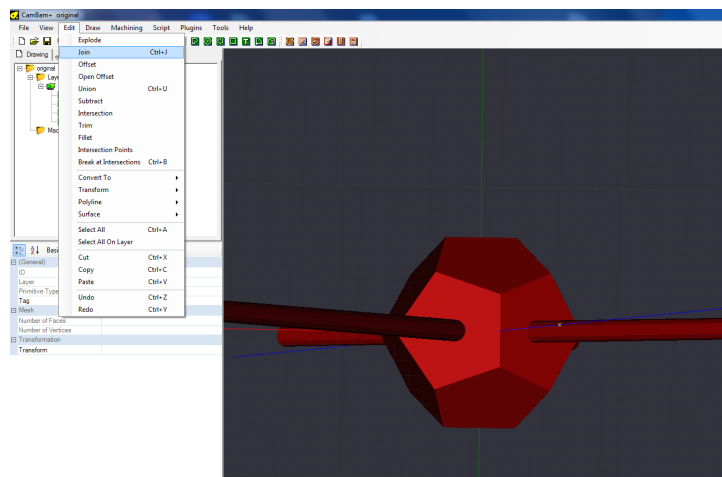 CamBam+ original
File View Edit Draw Machining Script Plugins Tools Help
Explode
Drawing
Join Ctrl+J
original
Offset
Laye
Open Offset
Union Ctrl+U
Subtract
Intersection
Mac
Trim
Fillet
Intersection Points
Break at Intersections Ctrl+B
Convert To
Transform
Polyline
Surface
Select All Ctrl+A
Select All On Layer
Basi
Cut Ctrl+X
(General)
Copy Ctrl+C
ID
Layer
Paste Ctrl+V
Primitive Type
Undo Ctrl+Z
Tag
Redo Ctrl+Y
Mesh
Number of Faces
Number of Vertices
Transformation
Transform